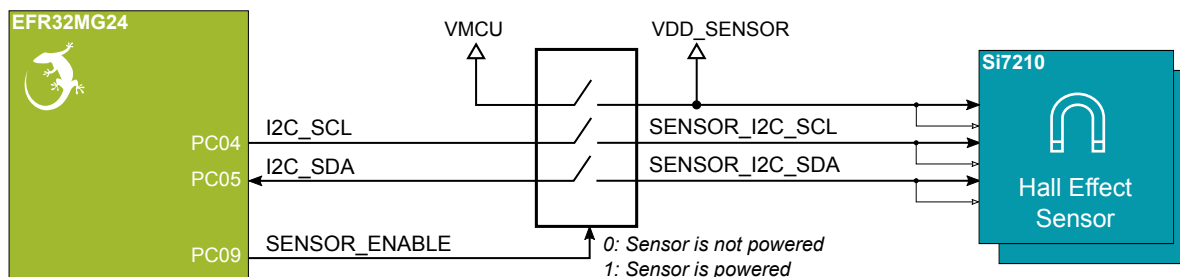 EFR32MG24
VMCU
VDD_SENSOR
Si7210
PC04
I2C_SCL
SENSOR_I2C_SCL
PC05
I2C_SDA
SENSOR_I2C_SDA
Hall Effect
Sensor
PC09
SENSOR_ENABLE
0: Sensor is not powered
1: Sensor is powered